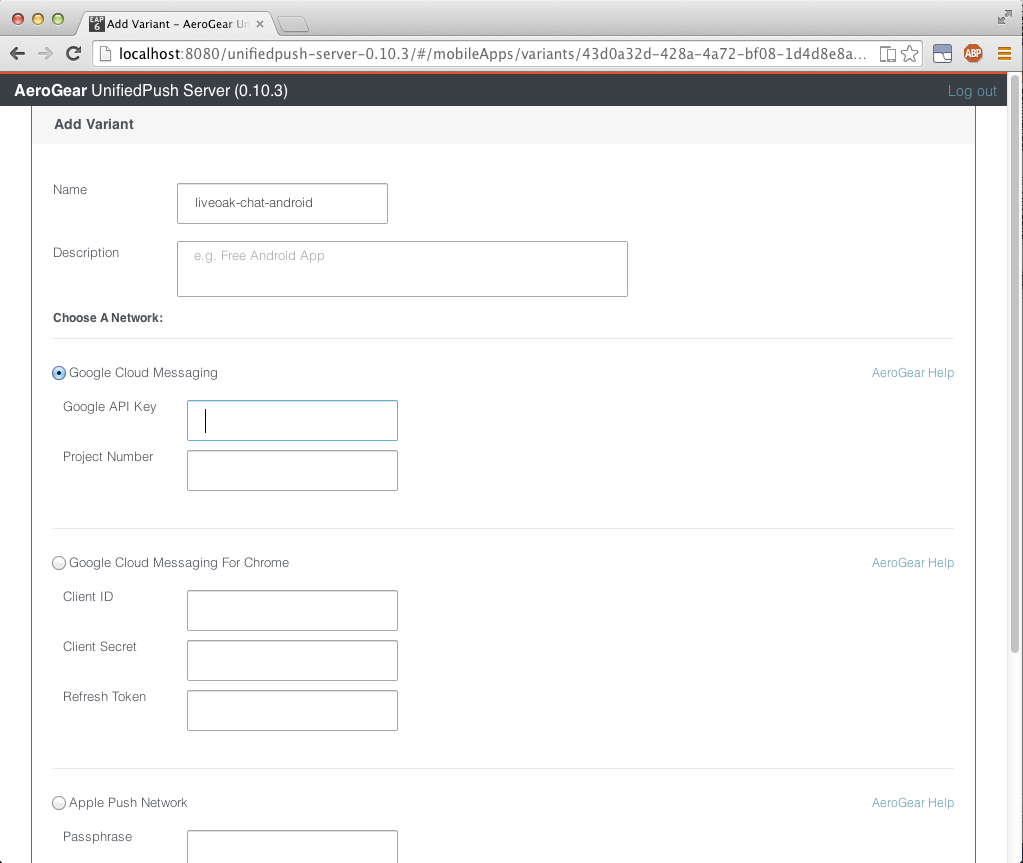 EAP 6 Add Variant – AeroGear Un
localhost:8080/unifiedpush-server-0.10.3/#/mobileApps/variants/43d0a32d-428a-4a72-bf08-1d4d8e8a... ABP
AeroGear UnifiedPush Server (0.10.3) Log out
Add Variant
Name liveoak-chat-android
Description e.g. Free Android App
Choose A Network:
Google Cloud Messaging AeroGear Help
Google API Key
Project Number
Google Cloud Messaging For Chrome AeroGear Help
Client ID
Client Secret
Refresh Token
Apple Push Network AeroGear Help
Passphrase